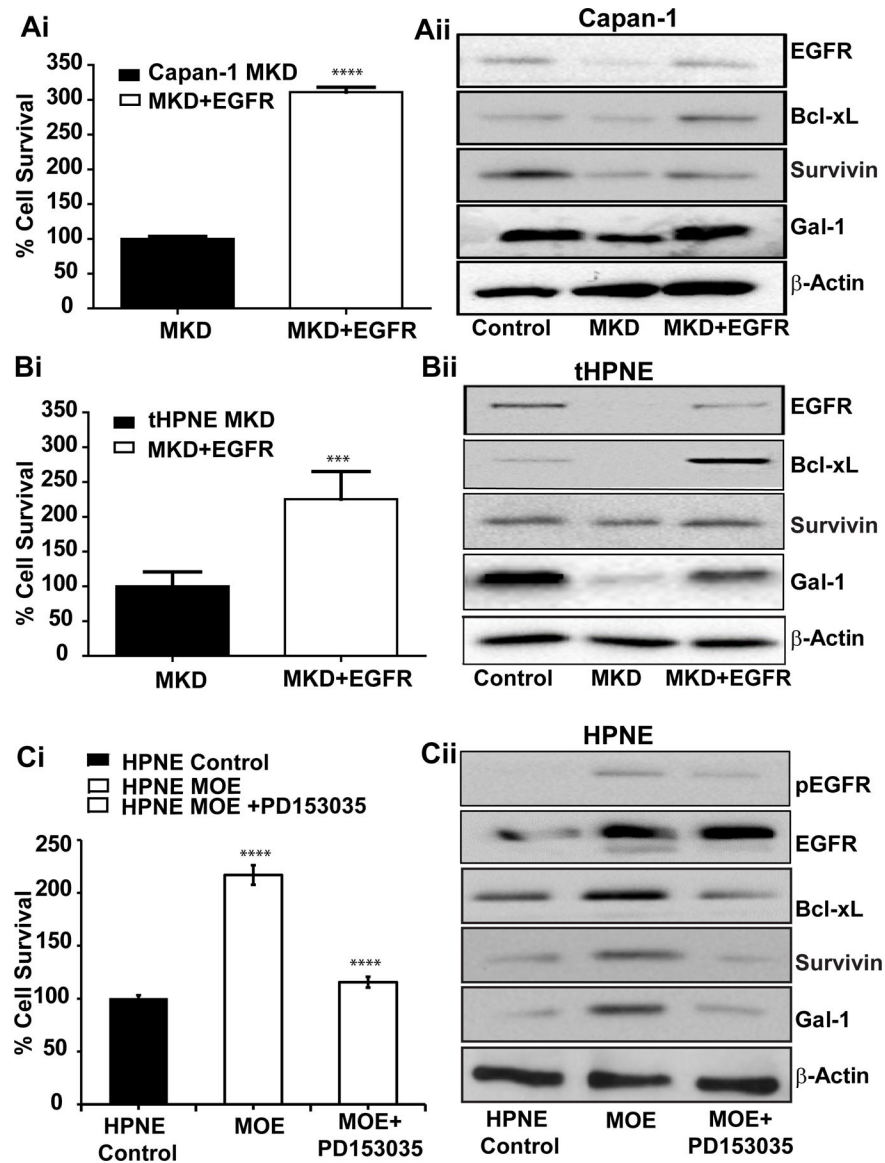 Ai
Capan-1 MKD
MKD+EGFR
****
350
300
250
200
150
100
50
0
% Cell Survival
MKD
MKD+EGFR
Aii
Capan-1
EGFR
Bcl-xL
Survivin
Gal-1
β-Actin
Control MKD MKD+EGFR
Bi
tHPNE MKD
MKD+EGFR
***
350
300
250
200
150
100
50
0
% Cell Survival
MKD
MKD+EGFR
Bii
tHPNE
EGFR
Bcl-xL
Survivin
Gal-1
β-Actin
Control MKD MKD+EGFR
Ci
HPNE Control
HPNE MOE
HPNE MOE +PD153035
250
200
150
100
50
0
% Cell Survival
****
****
HPNE
Control
MOE
MOE+
PD153035
Cii
HPNE
pEGFR
EGFR
Bcl-xL
Survivin
Gal-1
β-Actin
HPNE
Control
MOE
MOE+
PD153035